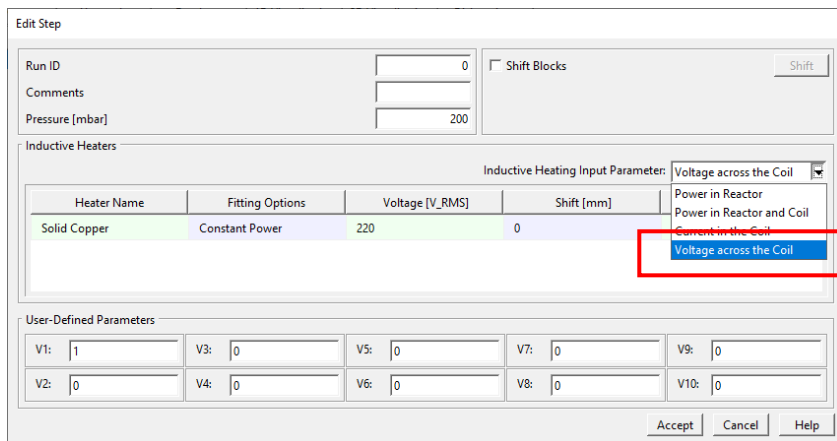 Edit Step
Run ID 0
Comments
Pressure [mbar] 200
Shift Blocks Shift
Inductive Heaters
Inductive Heating Input Parameter: Voltage across the Coil
Heater Name Fitting Options Voltage [V_RMS] Shift [mm]
Solid Copper Constant Power 220 0
Power in Reactor
Power in Reactor and Coil
Current in the Coil
Voltage across the Coil
User-Defined Parameters
V1: 1 V3: 0 V5: 0 V7: 0 V9: 0
V2: 0 V4: 0 V6: 0 V8: 0 V10: 0
Accept Cancel Help